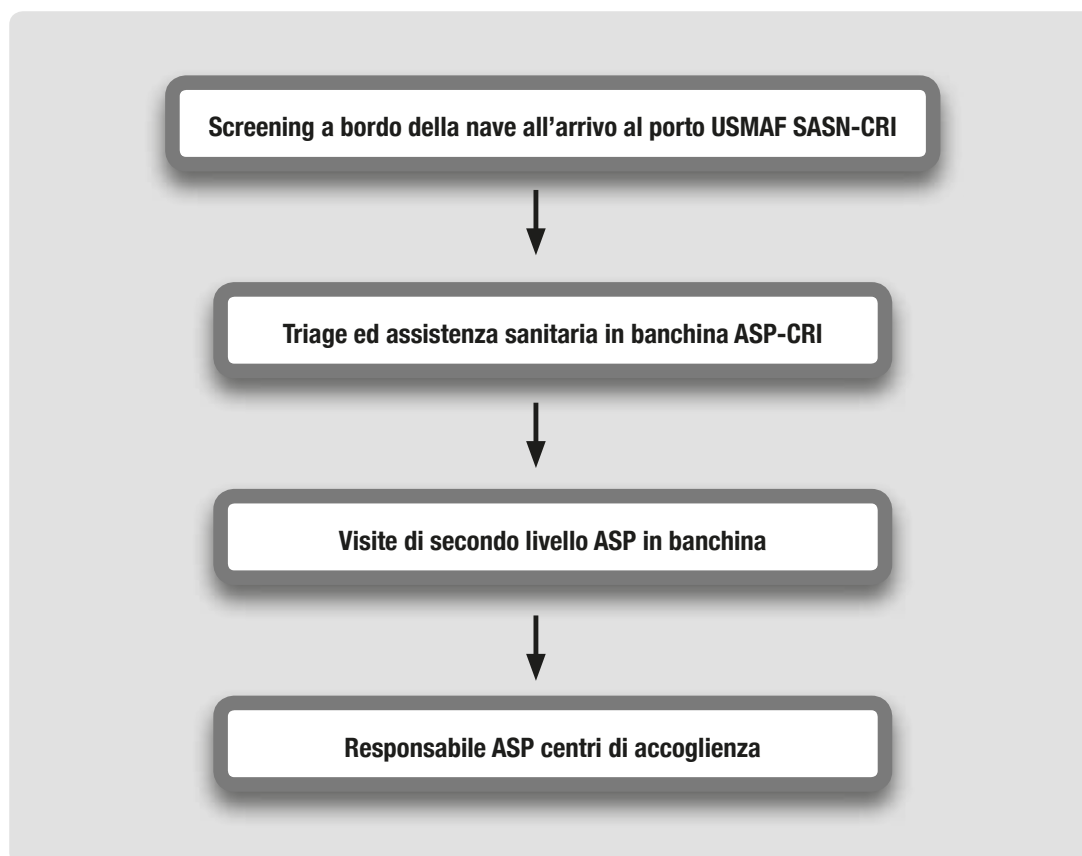 Screening a bordo della nave all’arrivo al porto USMAF SASN-CRI
Triage ed assistenza sanitaria in banchina ASP-CRI
Visite di secondo livello ASP in banchina
Responsabile ASP centri di accoglienza